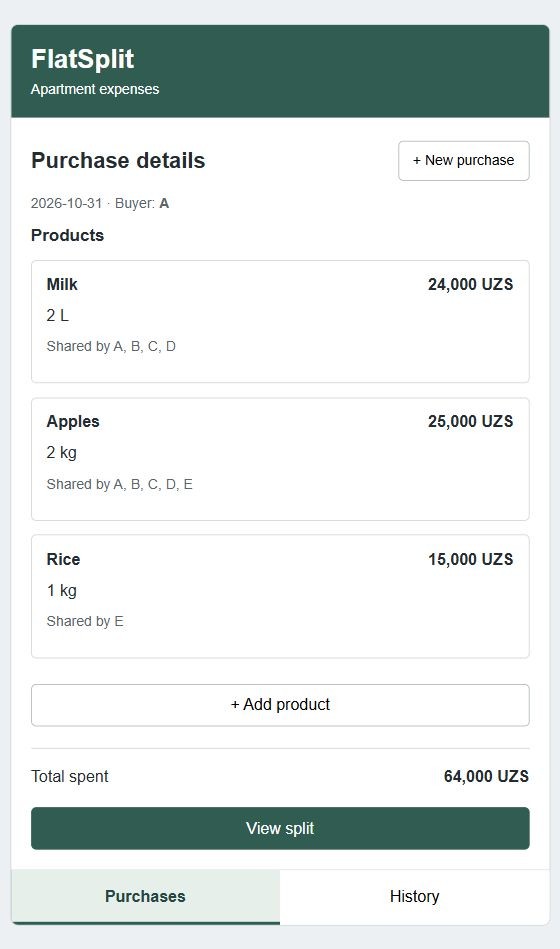 FlatSplit
Apartment expenses
Purchase details
+ New purchase
2026-10-31 · Buyer: A
Products
Milk 24,000 UZS
2 L
Shared by A, B, C, D
Apples 25,000 UZS
2 kg
Shared by A, B, C, D, E
Rice 15,000 UZS
1 kg
Shared by E
+ Add product
Total spent 64,000 UZS
View split
Purchases History